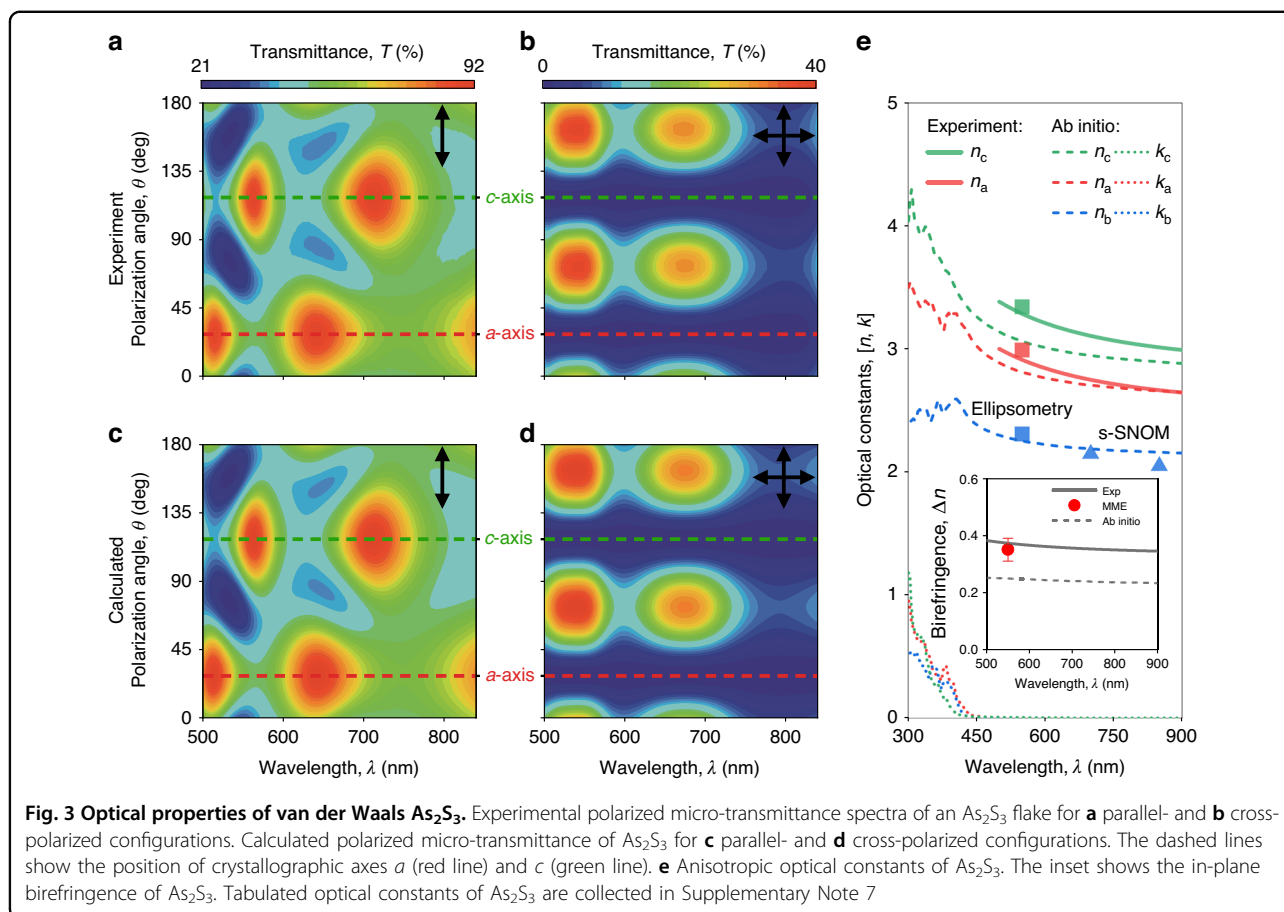 a
Transmittance, T (%)
21 92
Experiment
Polarization angle, θ (deg)
180
135
90
45
0
b
Transmittance, T (%)
0 40
c-axis
a-axis
c
Calculated
Polarization angle, θ (deg)
180
135
90
45
0
500 600 700 800
Wavelength, λ (nm)
d
c-axis
a-axis
500 600 700 800
Wavelength, λ (nm)
e
Optical constants, [n, k]
5
4
3
2
1
0
Experiment: Ab initio:
n_c n_c k_c
n_a n_a k_a
n_b k_b
Ellipsometry
s-SNOM
Birefringence, Δn
0.6
0.4
0.2
0.0
Exp
MME
Ab initio
500 600 700 800 900
Wavelength, λ (nm)
300 450 600 750 900
Wavelength, λ (nm)
Fig. 3 Optical properties of van der Waals As₂S₃. Experimental polarized micro-transmittance spectra of an As₂S₃ flake for a parallel- and b cross-
polarized configurations. Calculated polarized micro-transmittance of As₂S₃ for c parallel- and d cross-polarized configurations. The dashed lines
show the position of crystallographic axes a (red line) and c (green line). e Anisotropic optical constants of As₂S₃. The inset shows the in-plane
birefringence of As₂S₃. Tabulated optical constants of As₂S₃ are collected in Supplementary Note 7